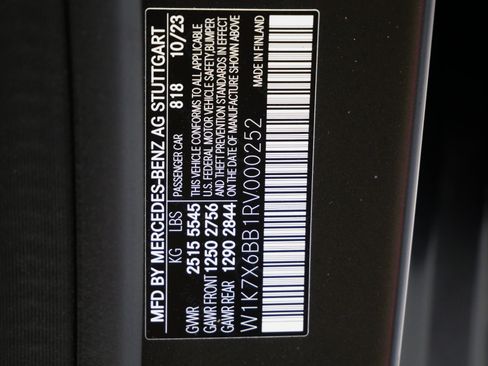 MFD BY MERCEDES-BENZ AG STUTTGART
KG LBS PASSENGER CAR 818 10/23
GVWR 2515 5545 THIS VEHICLE CONFORMS TO ALL APPLICABLE
GAWR FRONT 1250 2756 U.S. FEDERAL MOTOR VEHICLE SAFETY, BUMPER
GAWR REAR 1290 2844 AND THEFT PREVENTION STANDARDS IN EFFECT
ON THE DATE OF MANUFACTURE SHOWN ABOVE
W1K7X6BB1RV000252
MADE IN FINLAND